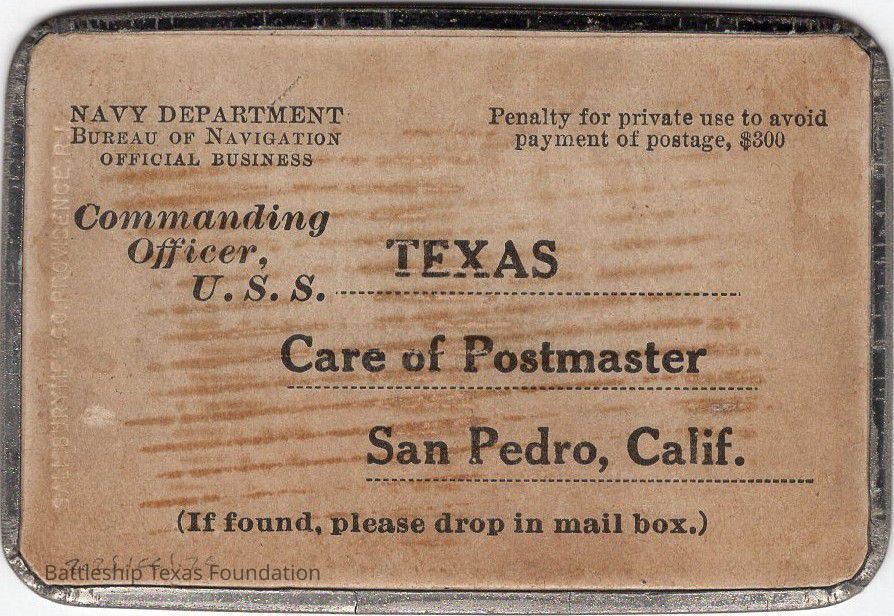 NAVY DEPARTMENT
BUREAU OF NAVIGATION
OFFICIAL BUSINESS
Penalty for private use to avoid
payment of postage, $300
Commanding
Officer,
U. S. S. TEXAS
Care of Postmaster
San Pedro, Calif.
(If found, please drop in mail box.)
Battleship Texas Foundation